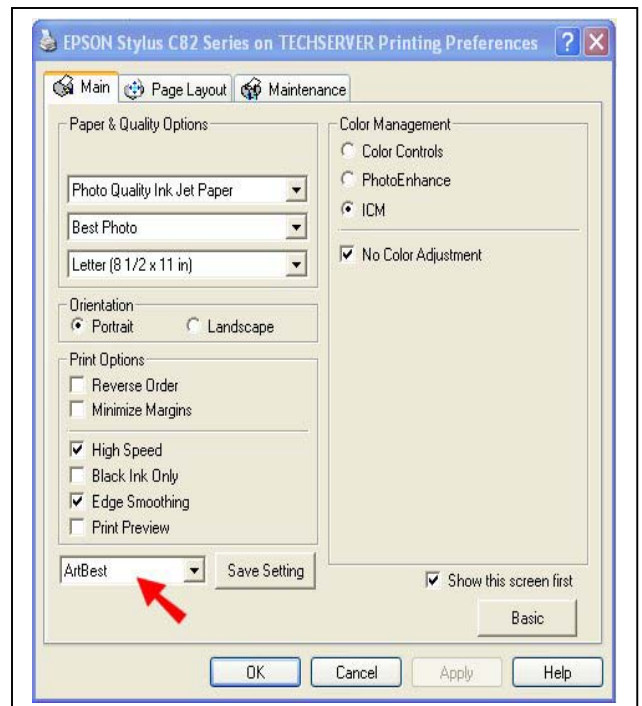 EPSON Stylus C82 Series on TECHSERVER Printing Preferences
Main
Page Layout
Maintenance
Paper & Quality Options
Photo Quality Ink Jet Paper
Best Photo
Letter (8 1/2 x 11 in)
Orientation
Portrait
Landscape
Print Options
Reverse Order
Minimize Margins
High Speed
Black Ink Only
Edge Smoothing
Print Preview
ArtBest
Save Setting
Color Management
Color Controls
PhotoEnhance
ICM
No Color Adjustment
Show this screen first
Basic
OK
Cancel
Apply
Help